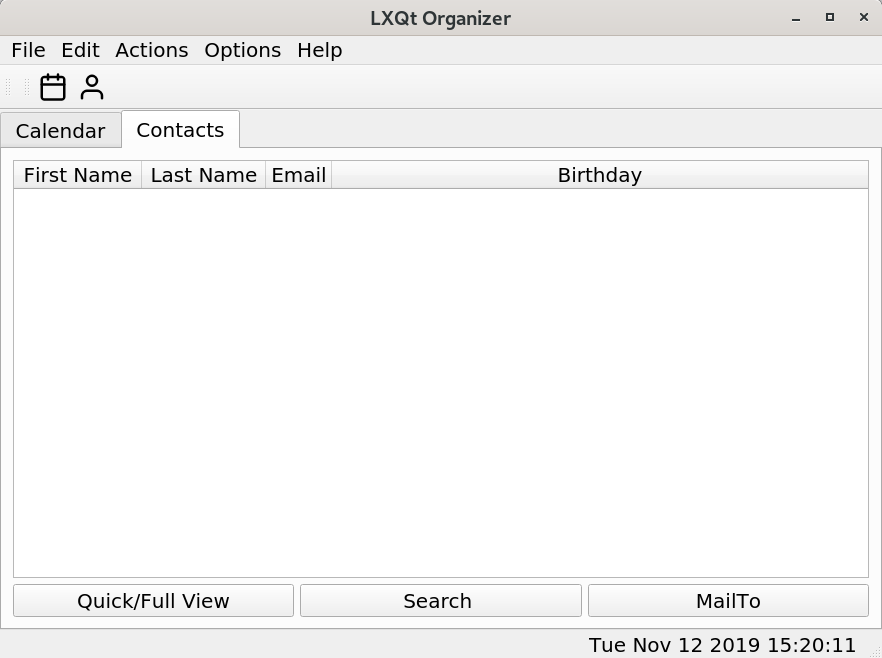 LXQt Organizer
File Edit Actions Options Help
Calendar Contacts
First Name Last Name Email Birthday
Quick/Full View Search MailTo
Tue Nov 12 2019 15:20:11